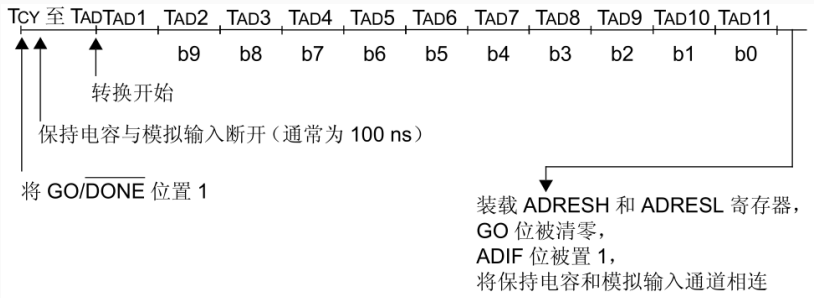 TCY 至 TAD TAD1 TAD2 TAD3 TAD4 TAD5 TAD6 TAD7 TAD8 TAD9 TAD10 TAD11
b9 b8 b7 b6 b5 b4 b3 b2 b1 b0
转换开始
保持电容与模拟输入断开（通常为 100 ns）
将 GO/DONE 位置 1
装载 ADRESH 和 ADRESL 寄存器，
GO 位被清零，
ADIF 位被置 1，
将保持电容和模拟输入通道相连